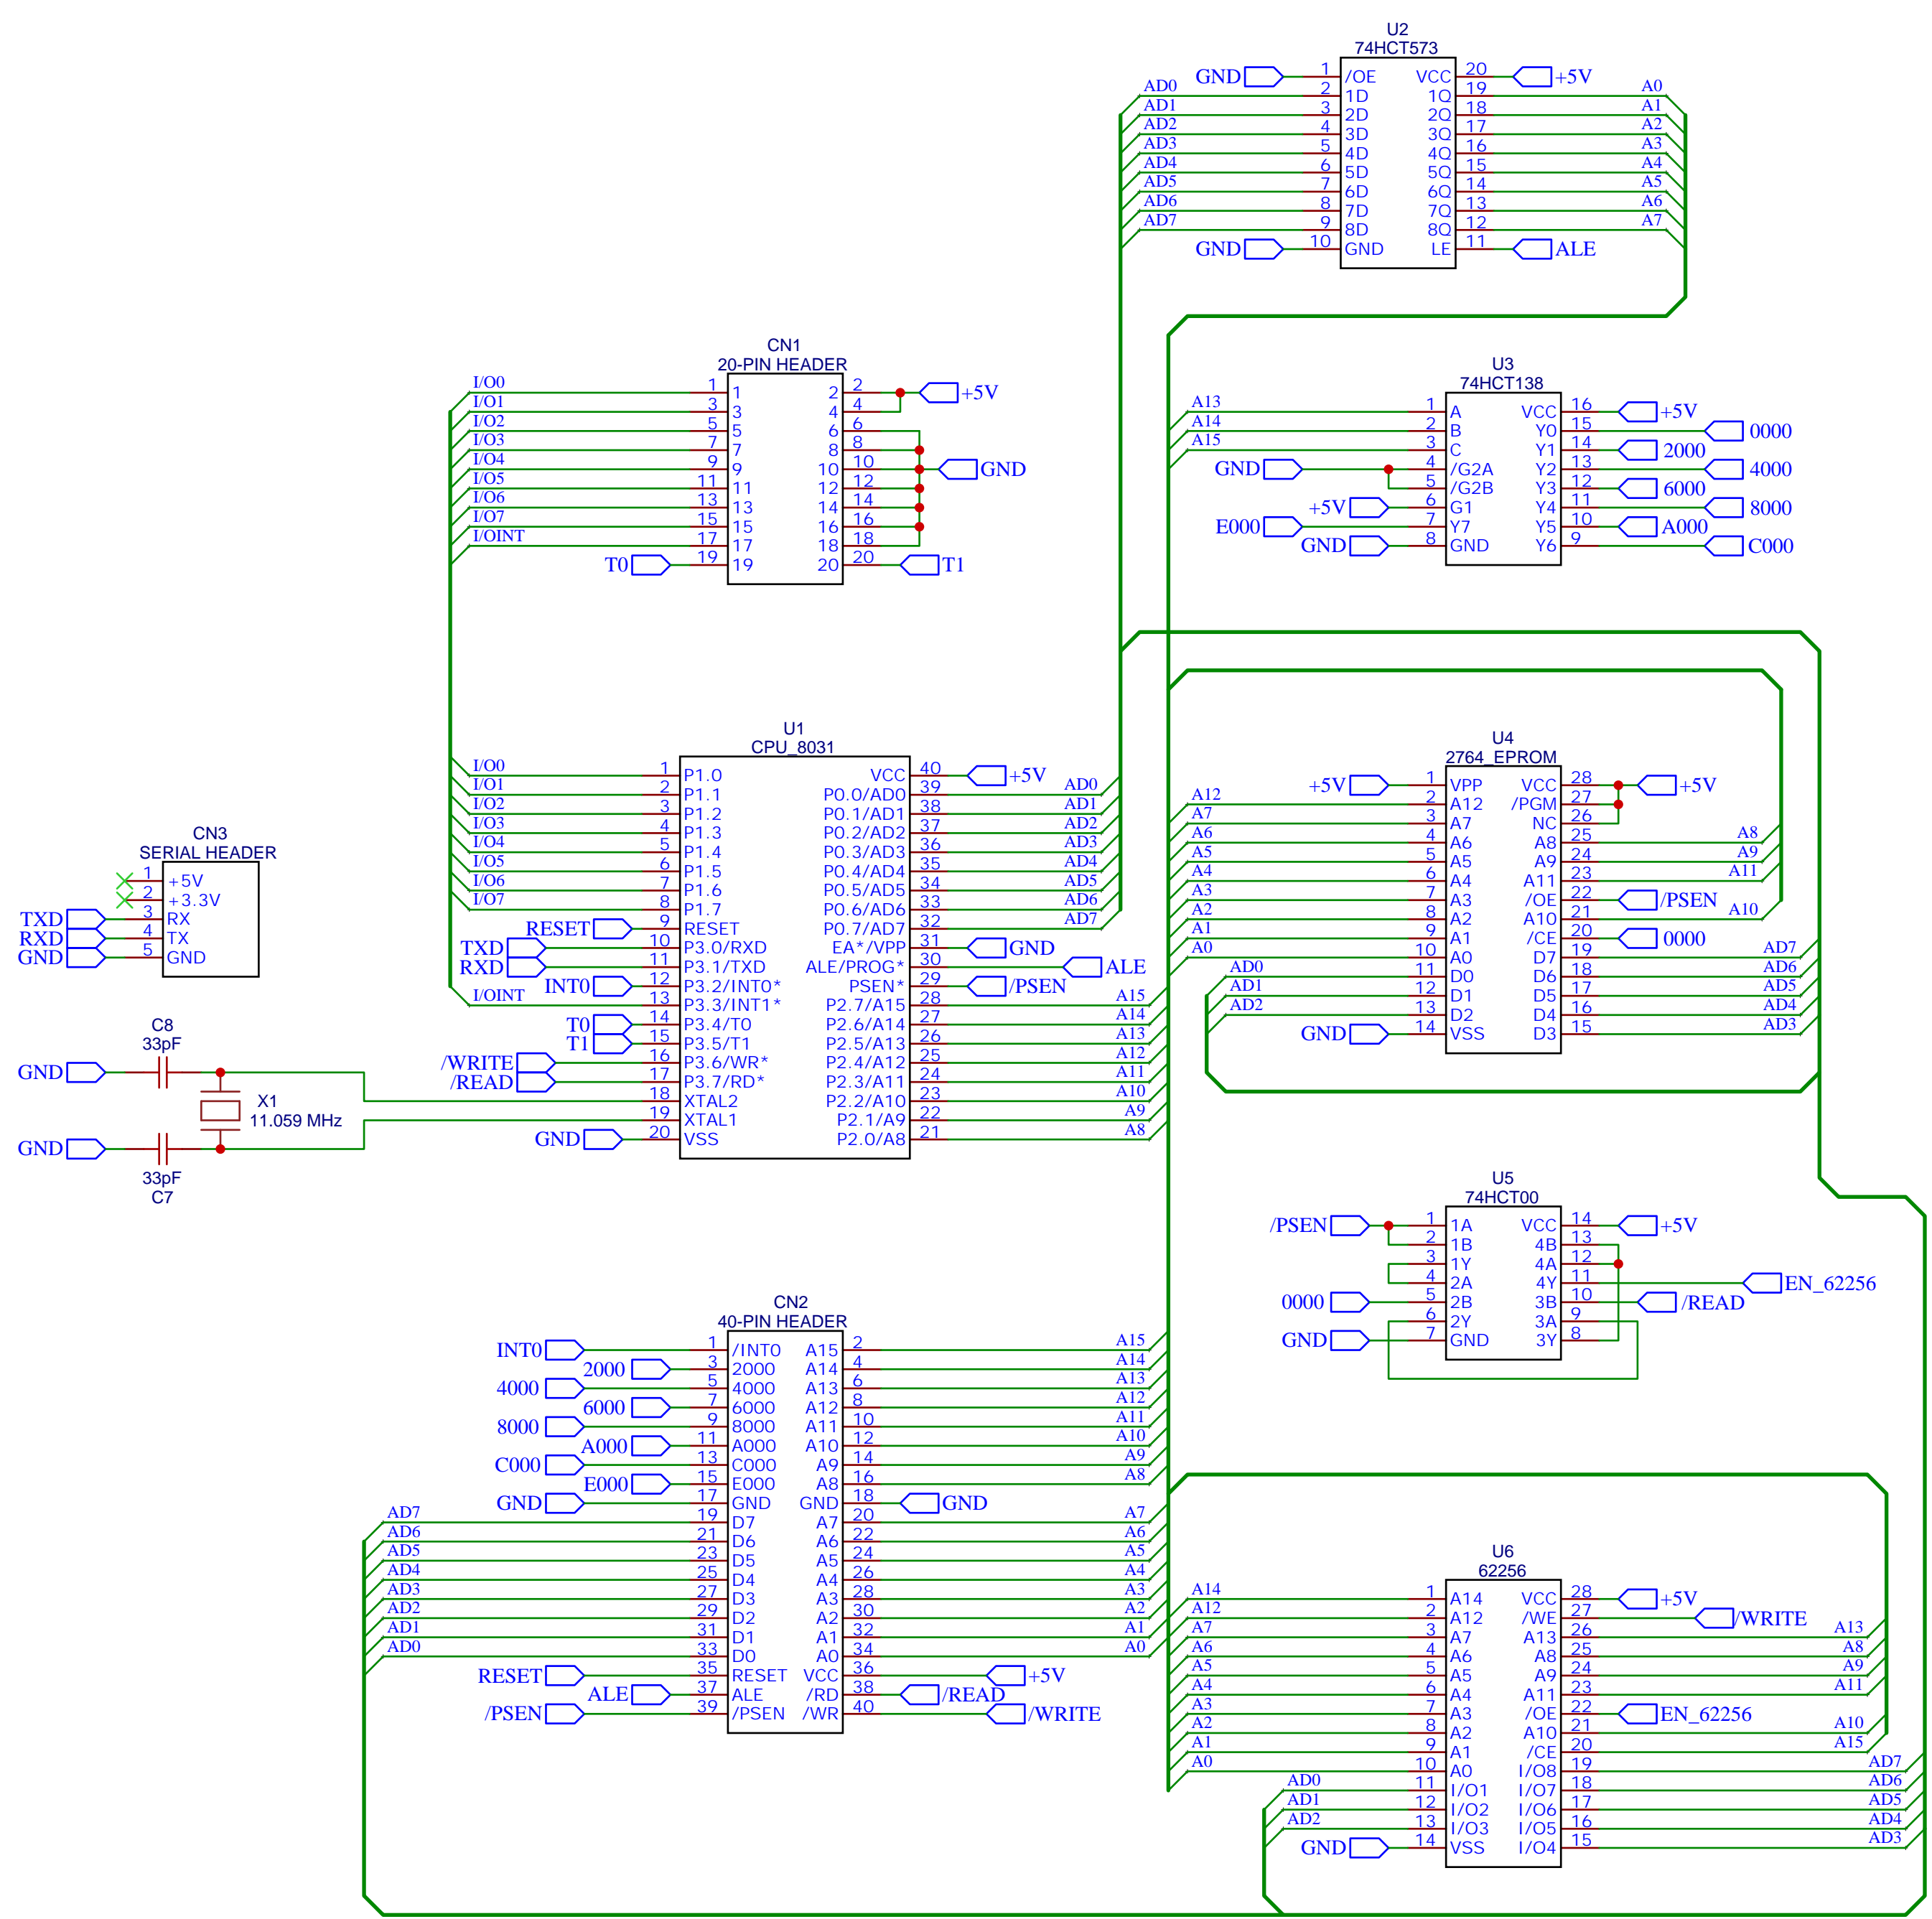 U2
74HCT573
GND 1 /OE VCC 20 +5V
AD0 2 1D 1Q 19 A0
AD1 3 2D 2Q 18 A1
AD2 4 3D 3Q 17 A2
AD3 5 4D 4Q 16 A3
AD4 6 5D 5Q 15 A4
AD5 7 6D 6Q 14 A5
AD6 8 7D 7Q 13 A6
AD7 9 8D 8Q 12 A7
GND 10 GND LE 11 ALE
CN1
20-PIN HEADER
I/O0 1 1 2 2 +5V
I/O1 3 3 4 4
I/O2 5 5 6 6
I/O3 7 7 8 8
I/O4 9 9 10 10 GND
I/O5 11 11 12 12
I/O6 13 13 14 14
I/O7 15 15 16 16
I/OINT 17 17 18 18
T0 19 19 20 20 T1
U3
74HCT138
A13 1 A VCC 16 +5V
A14 2 B Y0 15 0000
A15 3 C Y1 14 2000
GND 4 /G2A Y2 13 4000
5 /G2B Y3 12 6000
+5V 6 G1 Y4 11 8000
E000 7 Y7 Y5 10 A000
GND 8 GND Y6 9 C000
U1
CPU_8031
I/O0 1 P1.0 VCC 40 +5V
I/O1 2 P1.1 P0.0/AD0 39 AD0
I/O2 3 P1.2 P0.1/AD1 38 AD1
I/O3 4 P1.3 P0.2/AD2 37 AD2
I/O4 5 P1.4 P0.3/AD3 36 AD3
I/O5 6 P1.5 P0.4/AD4 35 AD4
I/O6 7 P1.6 P0.5/AD5 34 AD5
I/O7 8 P1.7 P0.6/AD6 33 AD6
RESET 9 RESET P0.7/AD7 32 AD7
TXD 10 P3.0/RXD EA*/VPP 31 GND
RXD 11 P3.1/TXD ALE/PROG* 30 ALE
INT0 12 P3.2/INT0* PSEN* 29 /PSEN
I/OINT 13 P3.3/INT1* P2.7/A15 28 A15
T0 14 P3.4/T0 P2.6/A14 27 A14
T1 15 P3.5/T1 P2.5/A13 26 A13
/WRITE 16 P3.6/WR* P2.4/A12 25 A12
/READ 17 P3.7/RD* P2.3/A11 24 A11
18 XTAL2 P2.2/A10 23 A10
19 XTAL1 P2.1/A9 22 A9
GND 20 VSS P2.0/A8 21 A8
U4
2764_EPROM
+5V 1 VPP VCC 28 +5V
A12 2 A12 /PGM 27
A7 3 A7 NC 26
A6 4 A6 A8 25 A8
A5 5 A5 A9 24 A9
A4 6 A4 A11 23 A11
A3 7 A3 /OE 22 /PSEN
A2 8 A2 A10 21 A10
A1 9 A1 /CE 20 0000
A0 10 A0 D7 19 AD7
AD0 11 D0 D6 18 AD6
AD1 12 D1 D5 17 AD5
AD2 13 D2 D4 16 AD4
GND 14 VSS D3 15 AD3
CN3
SERIAL HEADER
1 +5V
2 +3.3V
TXD 3 RX
RXD 4 TX
GND 5 GND
C8
33pF
GND
X1
11.059 MHz
GND
33pF
C7
U5
74HCT00
/PSEN 1 1A VCC 14 +5V
2 1B 4B 13
3 1Y 4A 12
4 2A 4Y 11 EN_62256
0000 5 2B 3B 10 /READ
6 2Y 3A 9
GND 7 GND 3Y 8
CN2
40-PIN HEADER
INT0 1 /INT0 A15 2 A15
2000 3 2000 A14 4 A14
4000 5 4000 A13 6 A13
6000 7 6000 A12 8 A12
8000 9 8000 A11 10 A11
A000 11 A000 A10 12 A10
C000 13 C000 A9 14 A9
E000 15 E000 A8 16 A8
GND 17 GND GND 18 GND
AD7 19 D7 A7 20 A7
AD6 21 D6 A6 22 A6
AD5 23 D5 A5 24 A5
AD4 25 D4 A4 26 A4
AD3 27 D3 A3 28 A3
AD2 29 D2 A2 30 A2
AD1 31 D1 A1 32 A1
AD0 33 D0 A0 34 A0
RESET 35 RESET VCC 36 +5V
ALE 37 ALE /RD 38 /READ
/PSEN 39 /PSEN /WR 40 /WRITE
U6
62256
A14 1 A14 VCC 28 +5V
A12 2 A12 /WE 27 /WRITE
A7 3 A7 A13 26 A13
A6 4 A6 A8 25 A8
A5 5 A5 A9 24 A9
A4 6 A4 A11 23 A11
A3 7 A3 /OE 22 EN_62256
A2 8 A2 A10 21 A10
A1 9 A1 /CE 20 A15
A0 10 A0 I/O8 19 AD7
AD0 11 I/O1 I/O7 18 AD6
AD1 12 I/O2 I/O6 17 AD5
AD2 13 I/O3 I/O5 16 AD4
GND 14 VSS I/O4 15 AD3